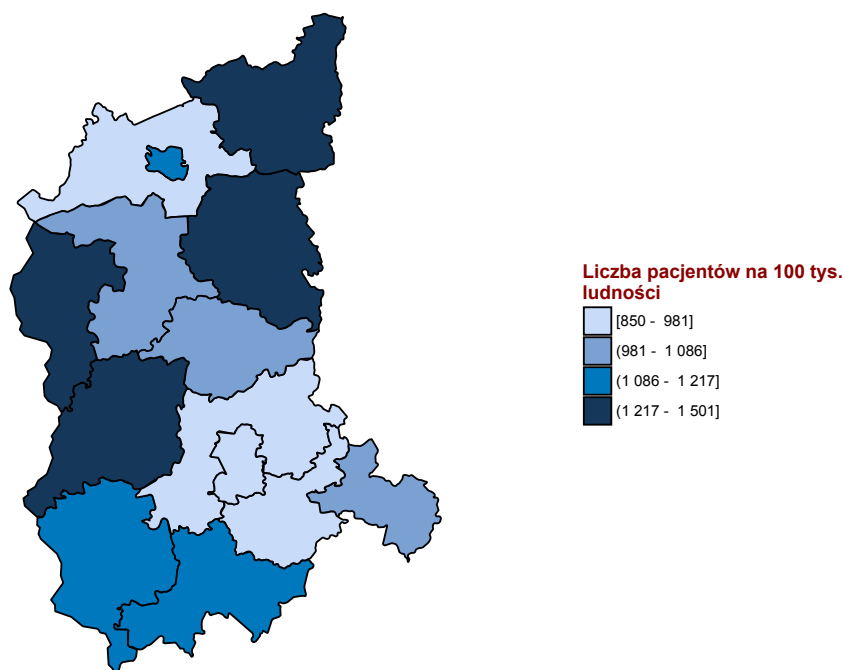 Liczba pacjentów na 100 tys.
ludności
[850 - 981]
(981 - 1 086]
(1 086 - 1 217]
(1 217 - 1 501]